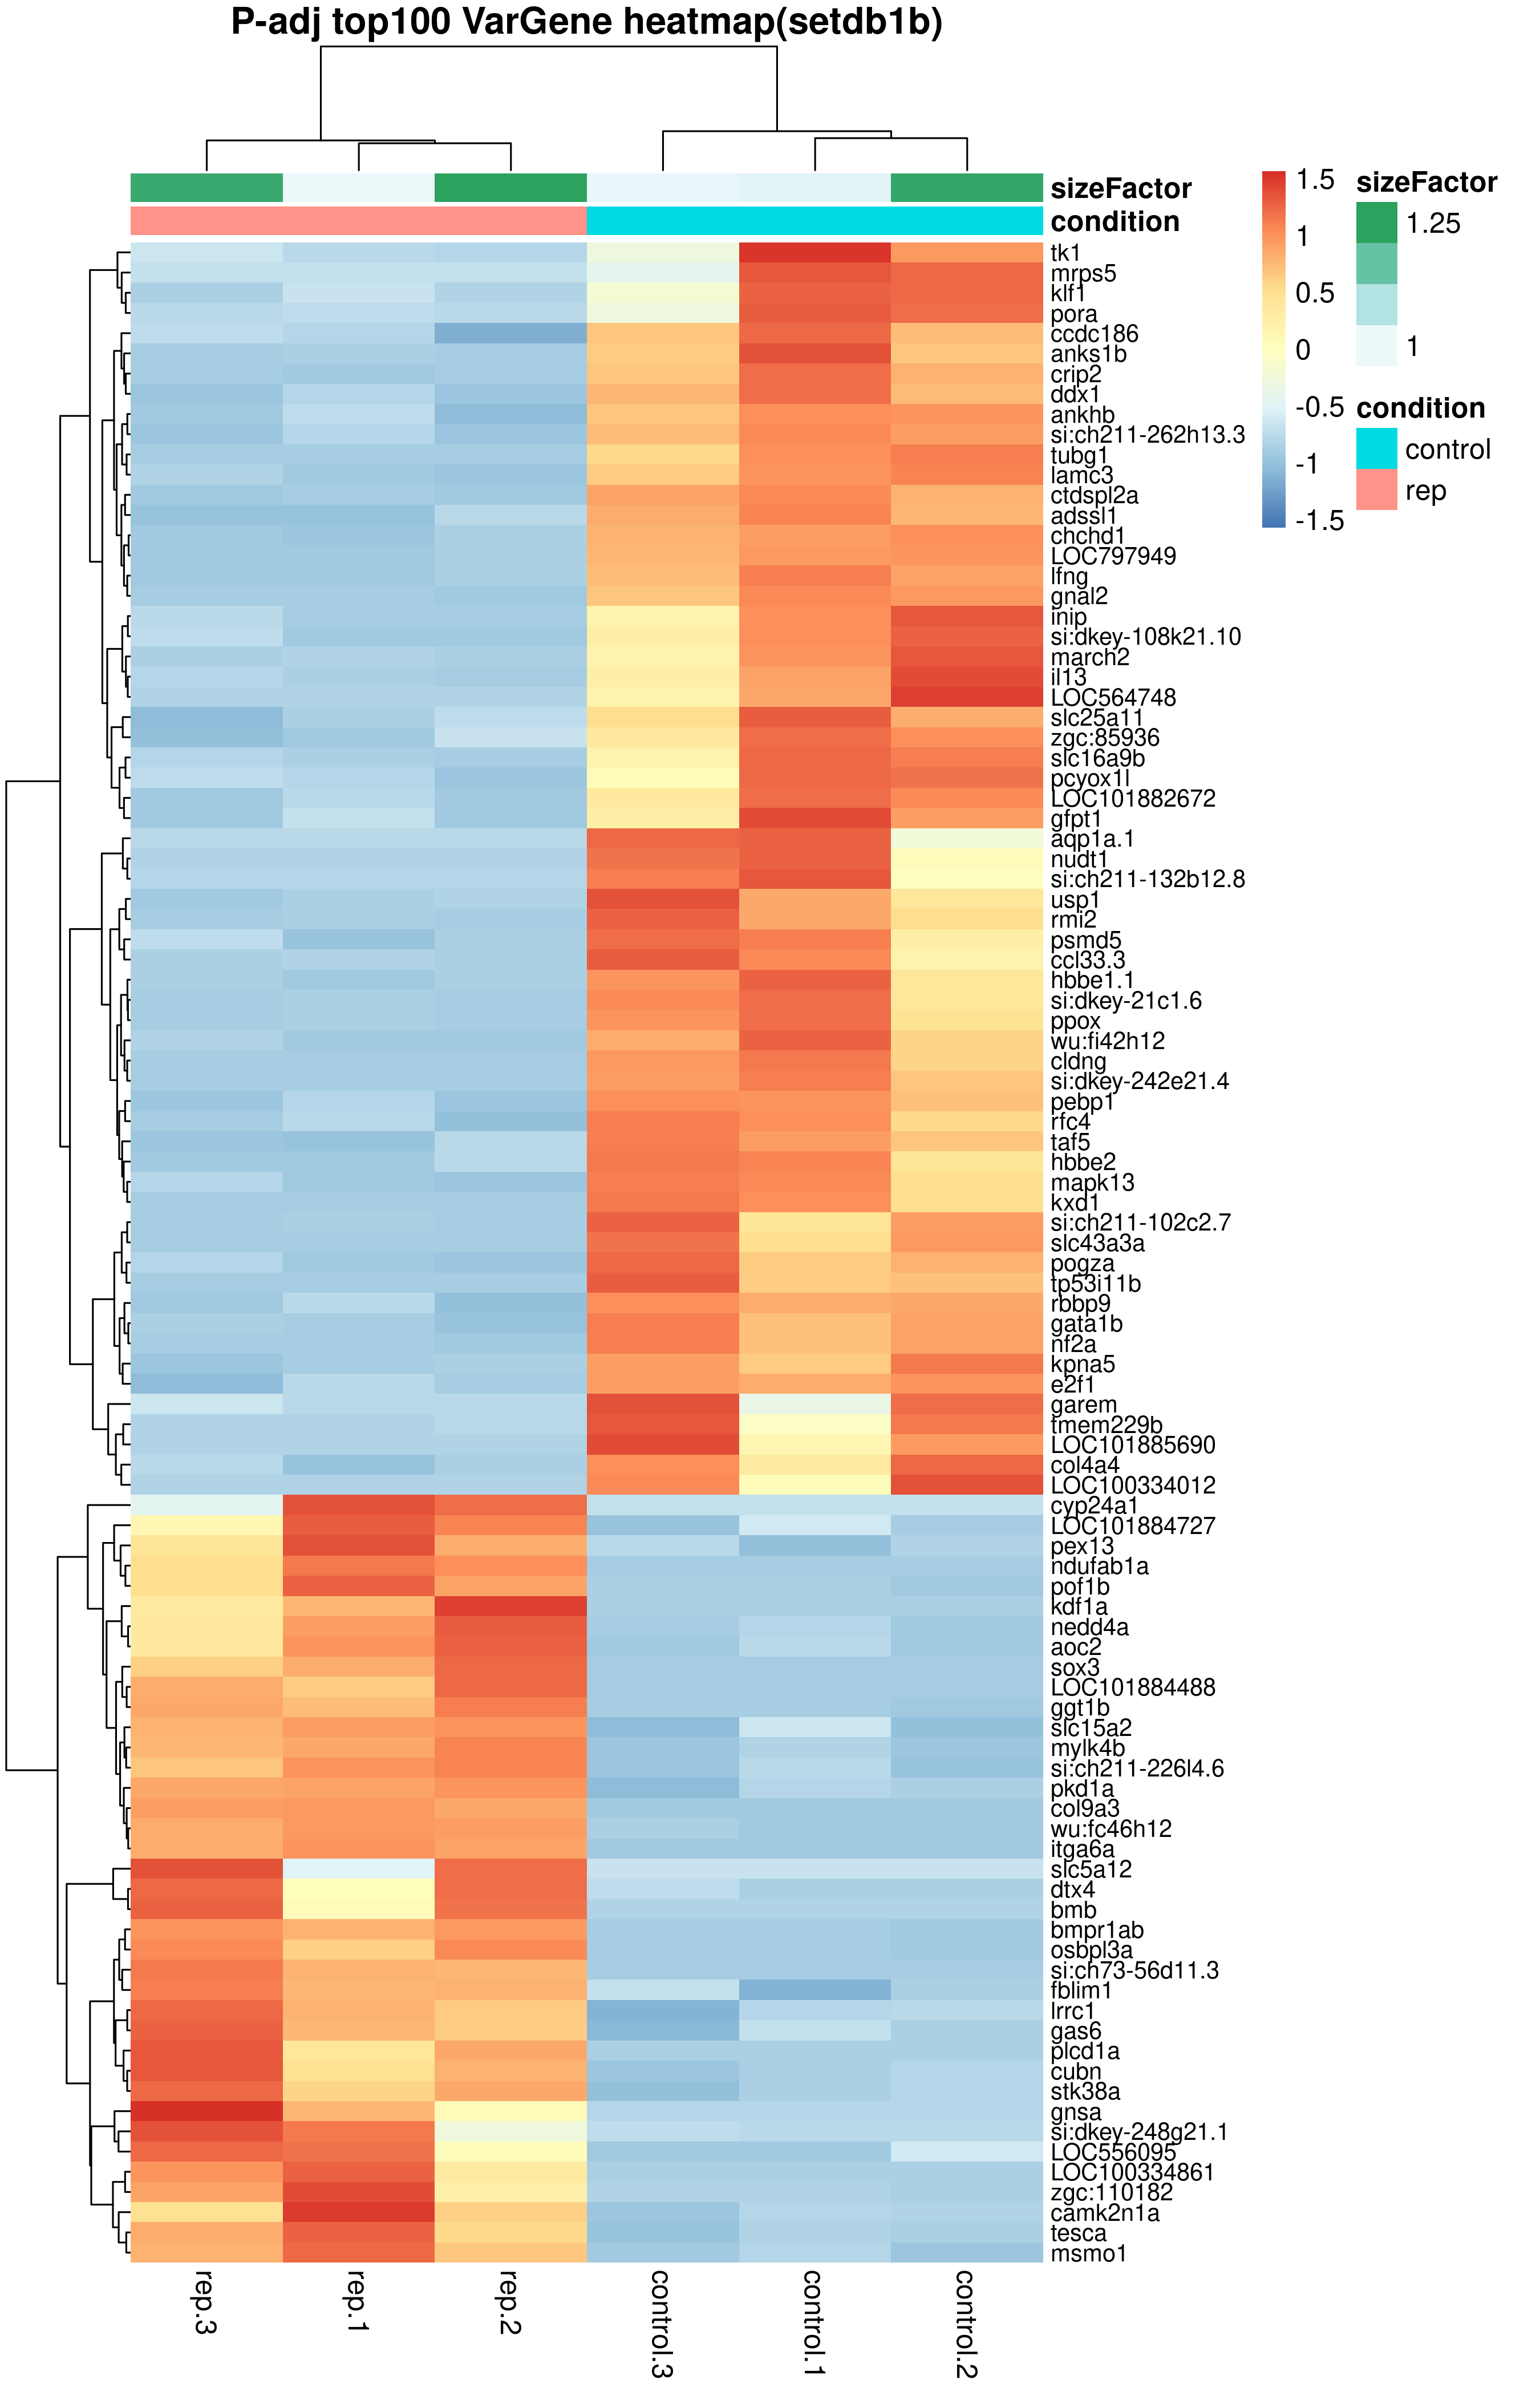 P-adj top100 VarGene heatmap(setdb1b)
sizeFactor
condition
tk1
mrps5
klf1
pora
ccdc186
anks1b
crip2
ddx1
ankhb
si:ch211-262h13.3
tubg1
lamc3
ctdspl2a
adssl1
chchd1
LOC797949
lfng
gnal2
inip
si:dkey-108k21.10
march2
il13
LOC564748
slc25a11
zgc:85936
slc16a9b
pcyox1l
LOC101882672
gfpt1
aqp1a.1
nudt1
si:ch211-132b12.8
usp1
rmi2
psmd5
ccl33.3
hbbe1.1
si:dkey-21c1.6
ppox
wu:fi42h12
cldng
si:dkey-242e21.4
pebp1
rfc4
taf5
hbbe2
mapk13
kxd1
si:ch211-102c2.7
slc43a3a
pogza
tp53i11b
rbbp9
gata1b
nf2a
kpna5
e2f1
garem
tmem229b
LOC101885690
col4a4
LOC100334012
cyp24a1
LOC101884727
pex13
ndufab1a
pof1b
kdf1a
nedd4a
aoc2
sox3
LOC101884488
ggt1b
slc15a2
mylk4b
si:ch211-226l4.6
pkd1a
col9a3
wu:fc46h12
itga6a
slc5a12
dtx4
bmb
bmpr1ab
osbpl3a
si:ch73-56d11.3
fblim1
lrrc1
gas6
plcd1a
cubn
stk38a
gnsa
si:dkey-248g21.1
LOC556095
LOC100334861
zgc:110182
camk2n1a
tesca
msmo1
rep.3
rep.1
rep.2
control.3
control.1
control.2
1.5
1
0.5
0
-0.5
-1
-1.5
sizeFactor
1.25
1
condition
control
rep